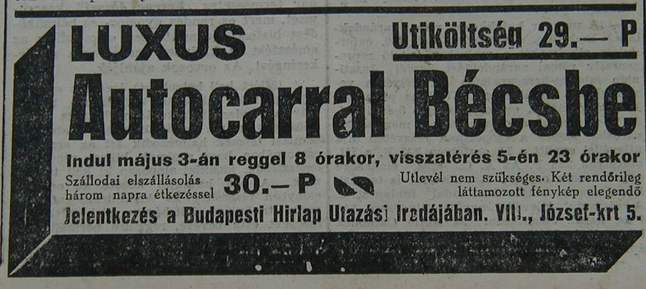 LUXUS Utiköltség 29.— P
Autocarral Bécsbe
Indul május 3-án reggel 8 órakor, visszatérés 5-én 23 órakor
Szállodai elszállásolás
három napra étkezéssel 30.— P
Utlevél nem szükséges. Két rendőrileg
láttamozott fénykép elegendő
Jelentkezés a Budapesti Hirlap Utazási Irodájában. VIII., József-krt 5.